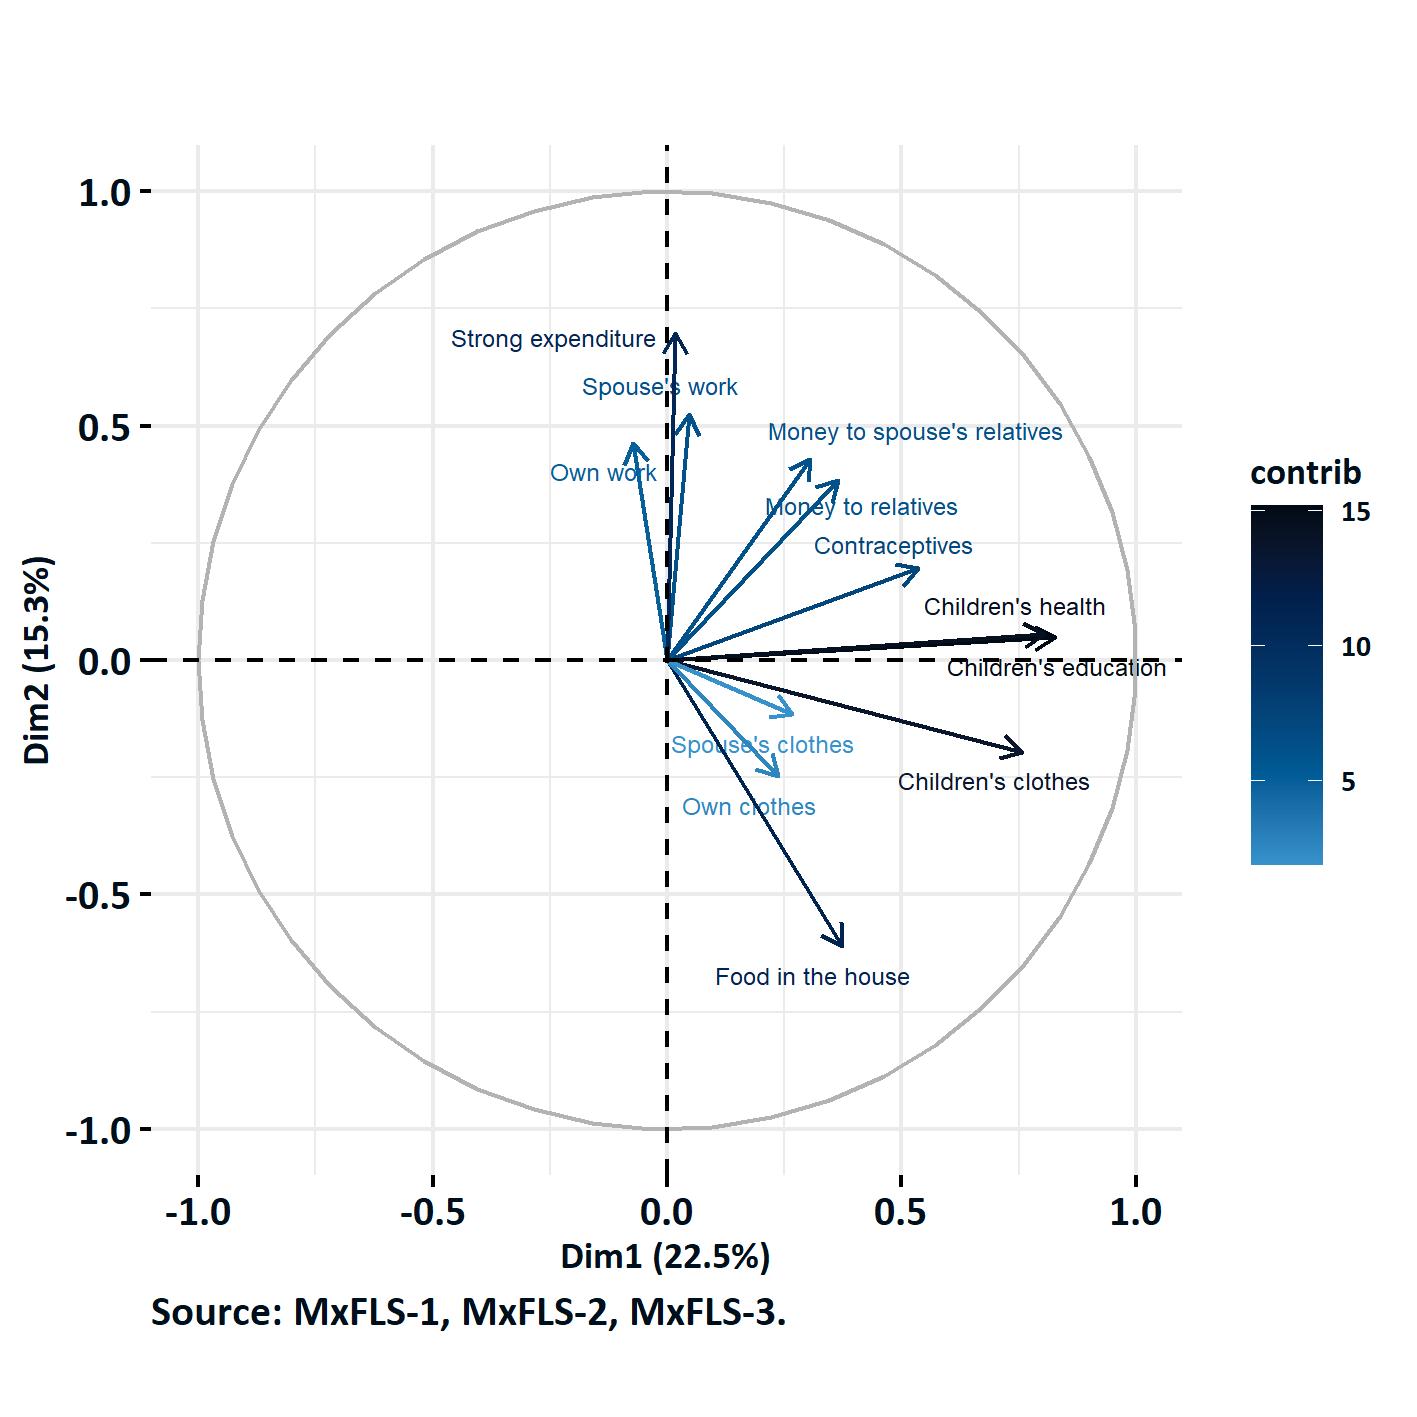 1.0
0.5
0.0
-0.5
-1.0
Dim2 (15.3%)
Strong expenditure
Spouse's work
Own work
Money to spouse's relatives
Money to relatives
Contraceptives
Children's health
Children's education
Spouse's clothes
Children's clothes
Own clothes
Food in the house
contrib
15
10
5
-1.0
-0.5
0.0
0.5
1.0
Dim1 (22.5%)
Source: MxFLS-1, MxFLS-2, MxFLS-3.